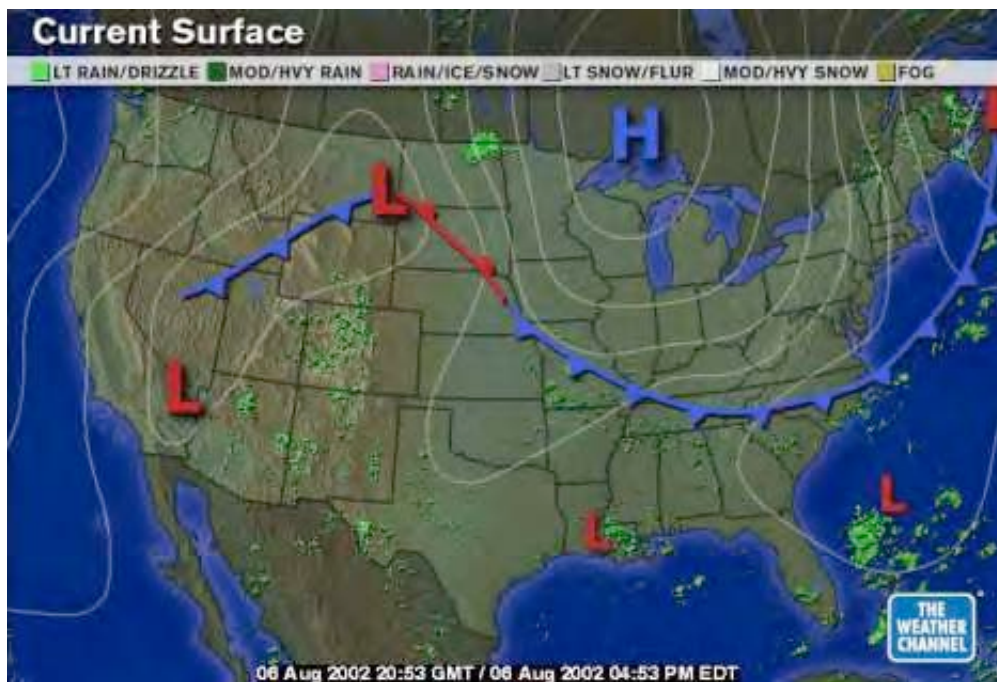 Current Surface
LT RAIN/DRIZZLE MOD/HVY RAIN RAIN/ICE/SNOW LT SNOW/FLUR MOD/HVY SNOW FOG
H
L
L
L
L
THE
WEATHER
CHANNEL
06 Aug 2002 20:53 GMT / 06 Aug 2002 04:53 PM EDT